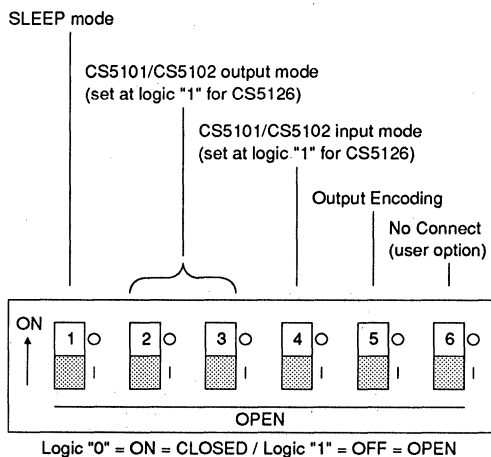 SLEEP mode
CS5101/CS5102 output mode
(set at logic "1" for CS5126)
CS5101/CS5102 input mode
(set at logic "1" for CS5126)
Output Encoding
No Connect
(user option)
ON
1 O 2 O 3 O 4 O 5 O 6 O
I I I I I I
OPEN
Logic "0" = ON = CLOSED / Logic "1" = OFF = OPEN